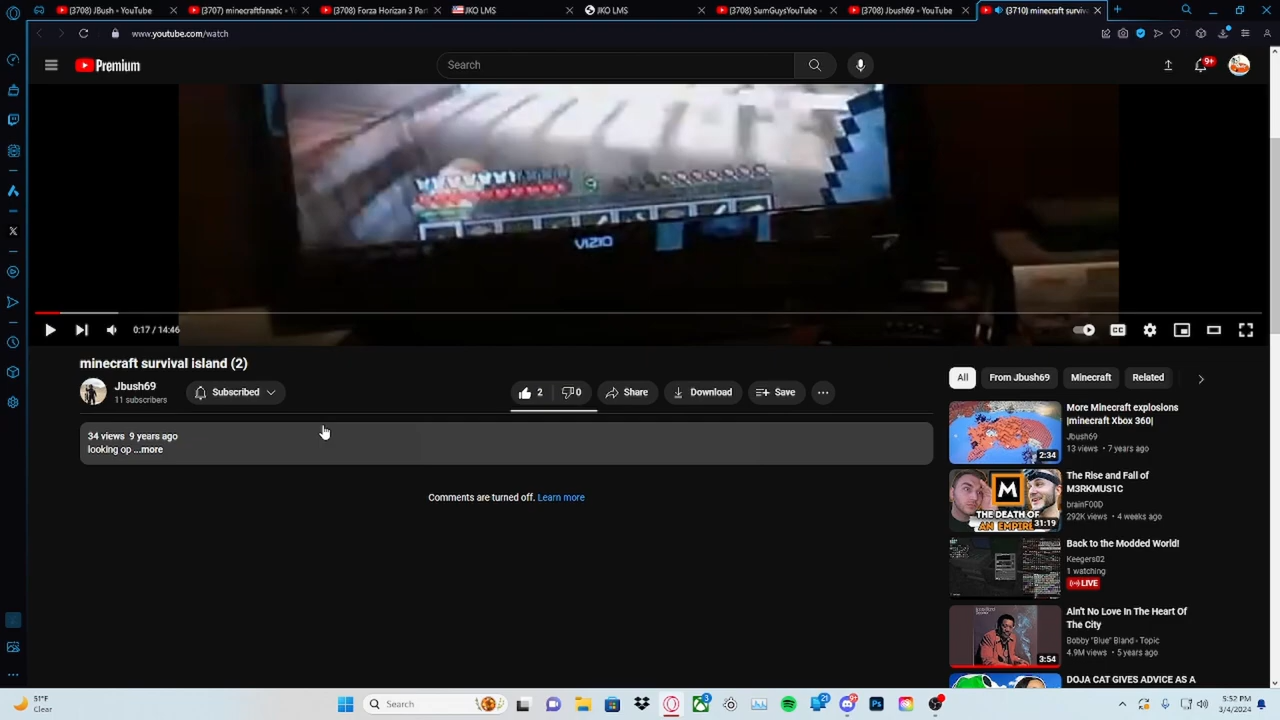 (3708) JBush - YouTube
(3707) minecraftfanatic - Y
(3708) Forza Horizon 3 Par
JKO LMS
JKO LMS
(3708) SumGuysYouTube -
(3708) Jbush69 - YouTube
(3710) minecraft surviv
www.youtube.com/watch
Premium
Search
9+
VIZIO
0:17 / 14:46
CC
minecraft survival island (2)
Jbush69
11 subscribers
Subscribed
2
0
Share
Download
Save
34 views 9 years ago
looking op ...more
Comments are turned off. Learn more
All
From Jbush69
Minecraft
Related
More Minecraft explosions
|minecraft Xbox 360|
Jbush69
13 views • 7 years ago
2:34
The Rise and Fall of
M3RKMUS1C
brainF00D
292K views • 4 weeks ago
M
THE DEATH OF
AN EMPIRE
31:19
Back to the Modded World!
Keegers02
1 watching
LIVE
Ain't No Love In The Heart Of
The City
Bobby "Blue" Bland - Topic
4.9M views • 5 years ago
3:54
DOJA CAT GIVES ADVICE AS A
51°F
Clear
Search
3
21
9+
5:52 PM
3/4/2024